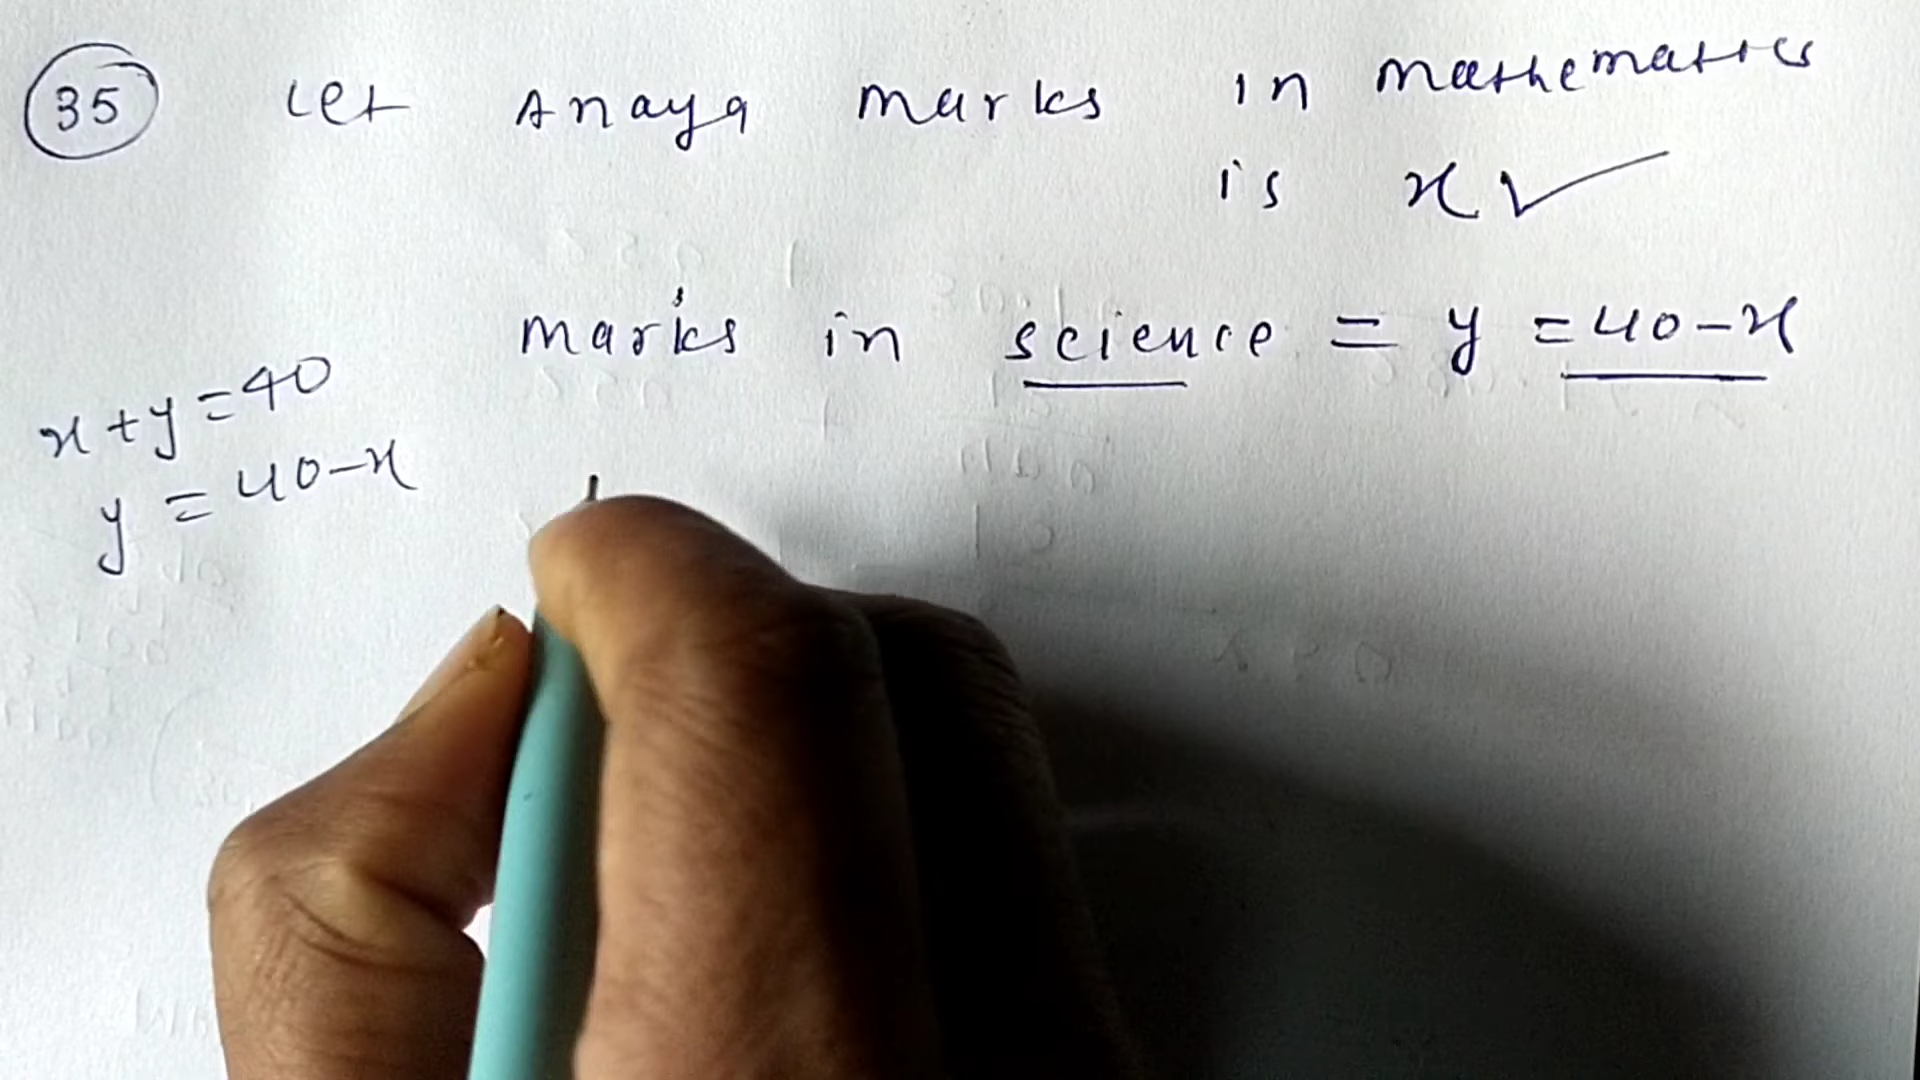 35 Let Anaya marks in mathematics
is x ✓
marks in science = y = 40-x
x+y=40
y = 40-x